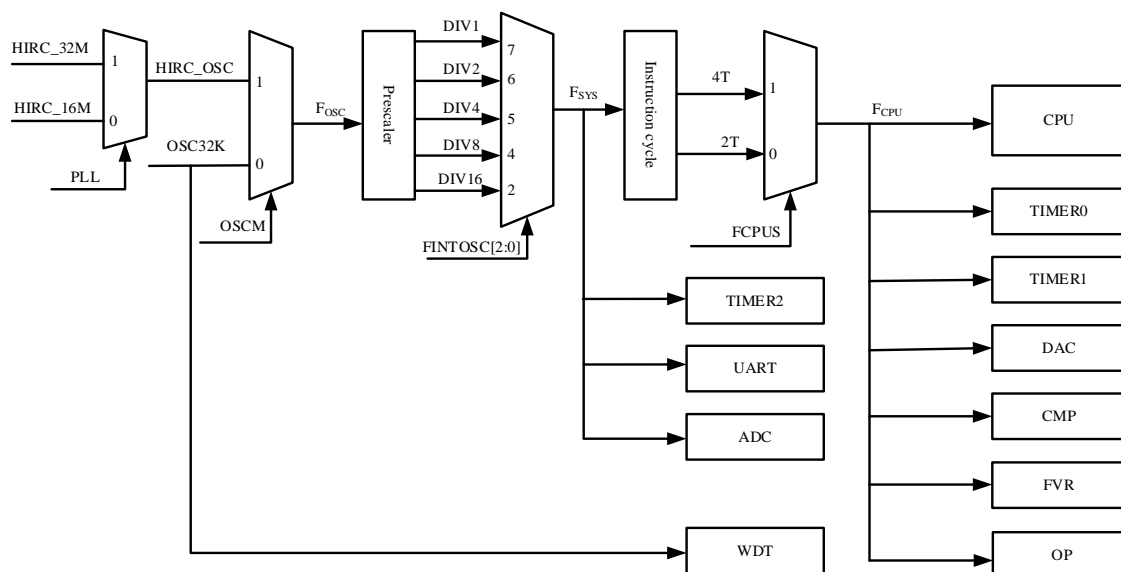 HIRC_32M
1
HIRC_16M
0
PLL
HIRC_OSC
1
OSC32K
0
OSCM
FOSC
Prescaler
DIV1
7
DIV2
6
DIV4
5
DIV8
4
DIV16
2
FINTOSC[2:0]
FSYS
Instruction cycle
4T
1
2T
0
FCPUS
FCPU
CPU
TIMER0
TIMER1
DAC
CMP
FVR
OP
TIMER2
UART
ADC
WDT